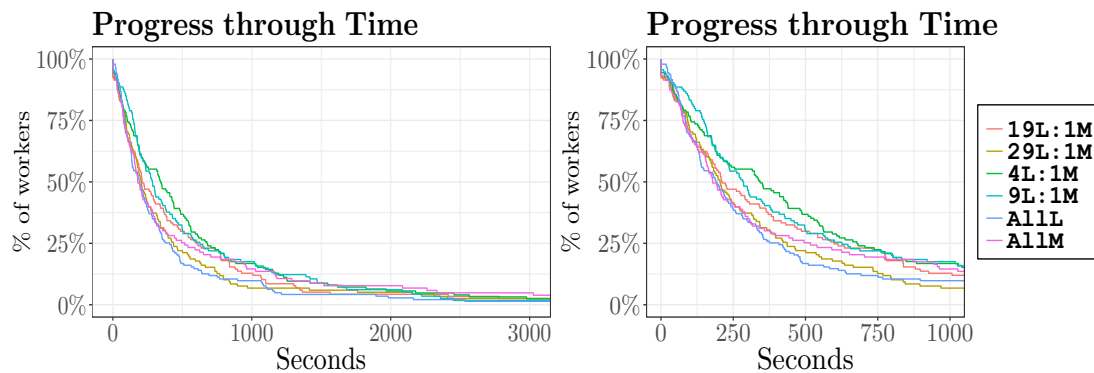 Progress through Time
100%
75%
50%
25%
0%
% of workers
0
1000
2000
3000
Seconds
Progress through Time
100%
75%
50%
25%
0%
% of workers
0
250
500
750
1000
Seconds
19L:1M
29L:1M
4L:1M
9L:1M
AllL
AllM